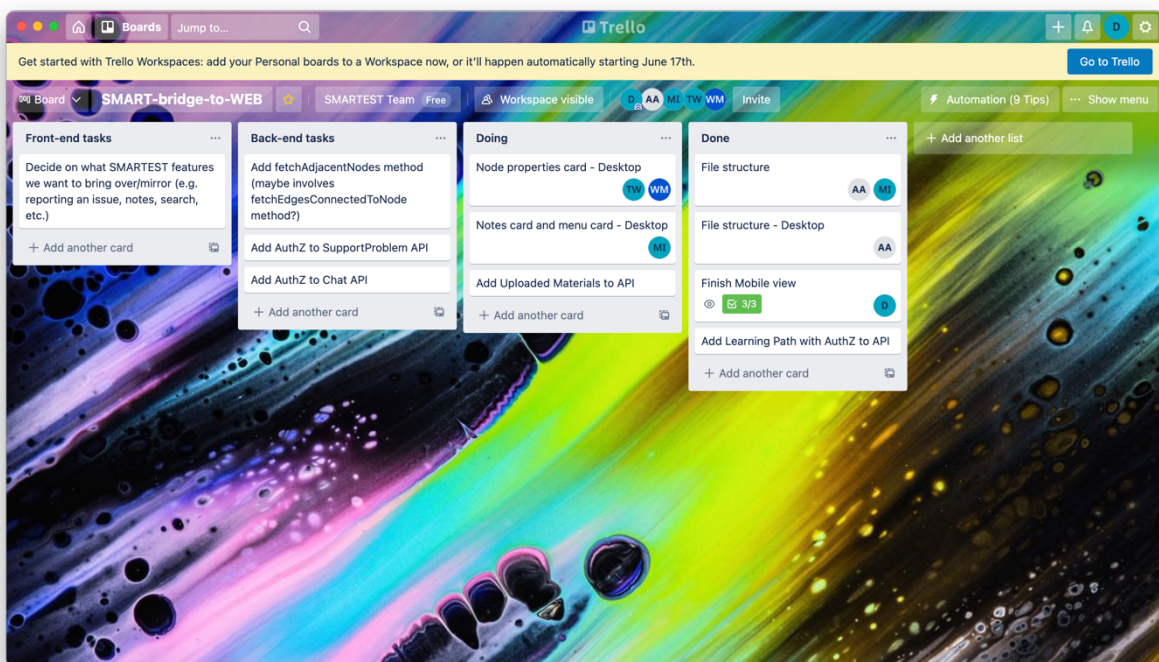 Boards
Jump to...
Trello
D
Get started with Trello Workspaces: add your Personal boards to a Workspace now, or it'll happen automatically starting June 17th.
Go to Trello
Board
SMART-bridge-to-WEB
SMARTEST Team Free
Workspace visible
D AA MI TW WM
Invite
Automation (9 Tips)
... Show menu
Front-end tasks
Decide on what SMARTEST features
we want to bring over/mirror (e.g.
reporting an issue, notes, search,
etc.)
+ Add another card
Back-end tasks
Add fetchAdjacentNodes method
(maybe involves
fetchEdgesConnectedToNode
method?)
Add AuthZ to SupportProblem API
Add AuthZ to Chat API
+ Add another card
Doing
Node properties card - Desktop
TW WM
Notes card and menu card - Desktop
MI
Add Uploaded Materials to API
+ Add another card
Done
File structure
AA MI
File structure - Desktop
AA
Finish Mobile view
3/3
D
Add Learning Path with AuthZ to API
+ Add another card
+ Add another list